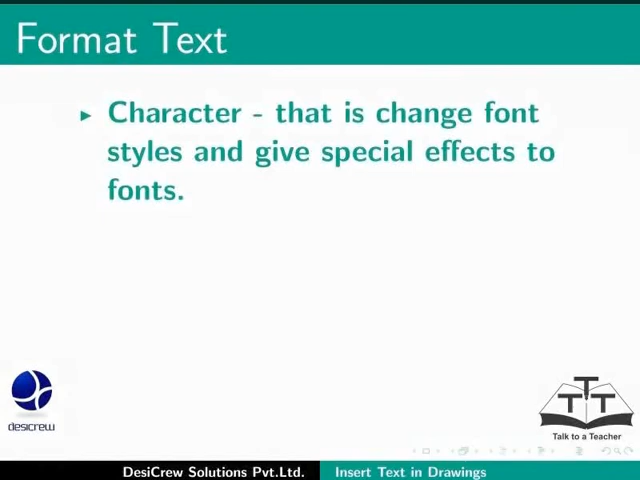 Format Text
▶ Character - that is change font
styles and give special effects to
fonts.
desicrew
TTT
Talk to a Teacher
DesiCrew Solutions Pvt.Ltd.
Insert Text in Drawings